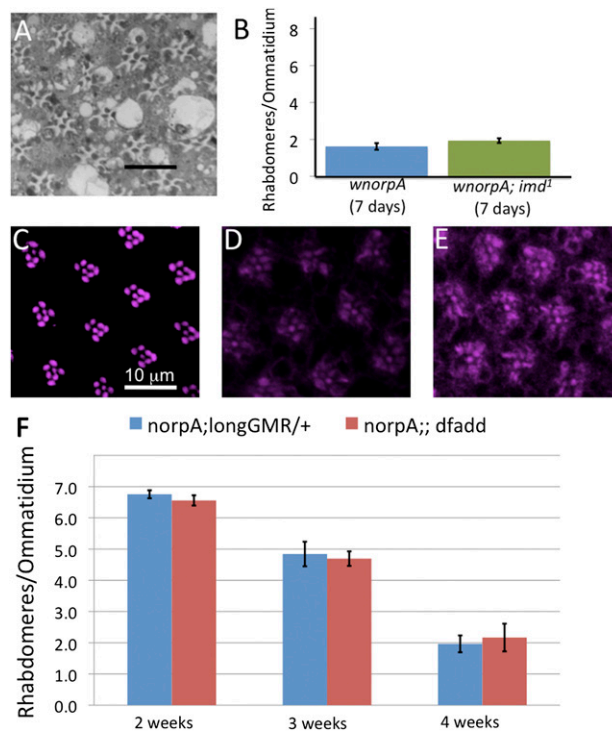 A
B
Rhabdomeres/Ommatidium
8
6
4
2
0
wnorpA
(7 days)
wnorpA; imd¹
(7 days)
C
10 μm
D
E
F
norpA;longGMR/+
norpA;; dfadd
Rhabdomeres/Ommatidium
7.0
6.0
5.0
4.0
3.0
2.0
1.0
0.0
2 weeks
3 weeks
4 weeks